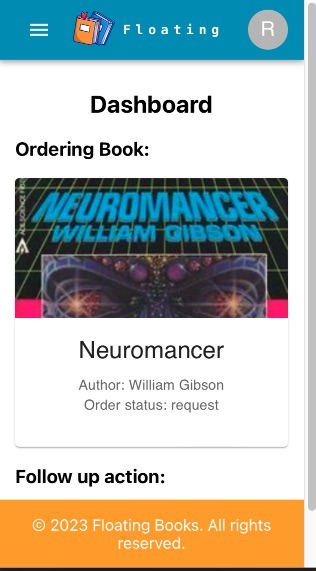 Floating
R
Dashboard
Ordering Book:
NEUROMANCER
WILLIAM GIBSON
Neuromancer
Author: William Gibson
Order status: request
Follow up action:
© 2023 Floating Books. All rights
reserved.